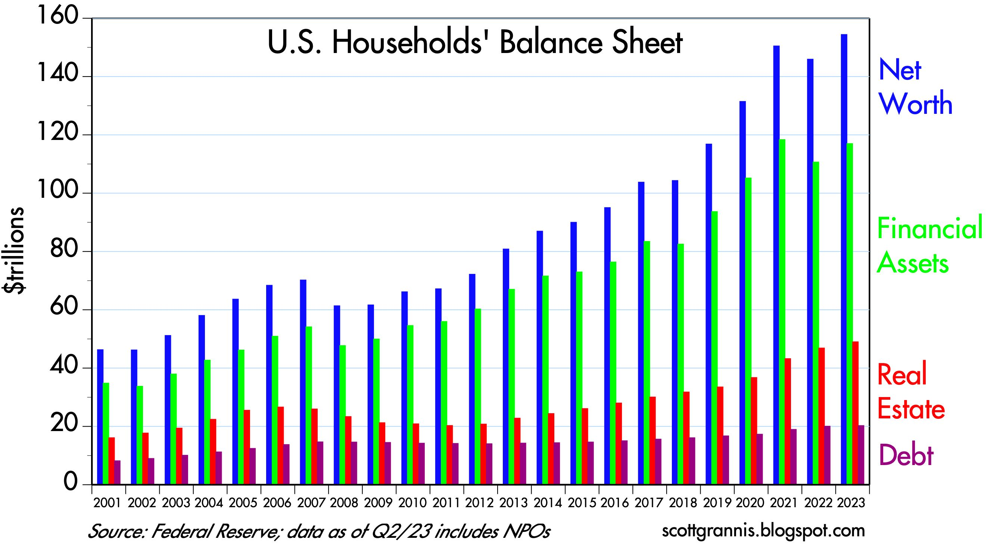 U.S. Households' Balance Sheet
$trillions
160
140
120
100
80
60
40
20
0
Net
Worth
Financial
Assets
Real
Estate
Debt
2001 2002 2003 2004 2005 2006 2007 2008 2009 2010 2011 2012 2013 2014 2015 2016 2017 2018 2019 2020 2021 2022 2023
Source: Federal Reserve; data as of Q2/23 includes NPOs
scottgrannis.blogspot.com